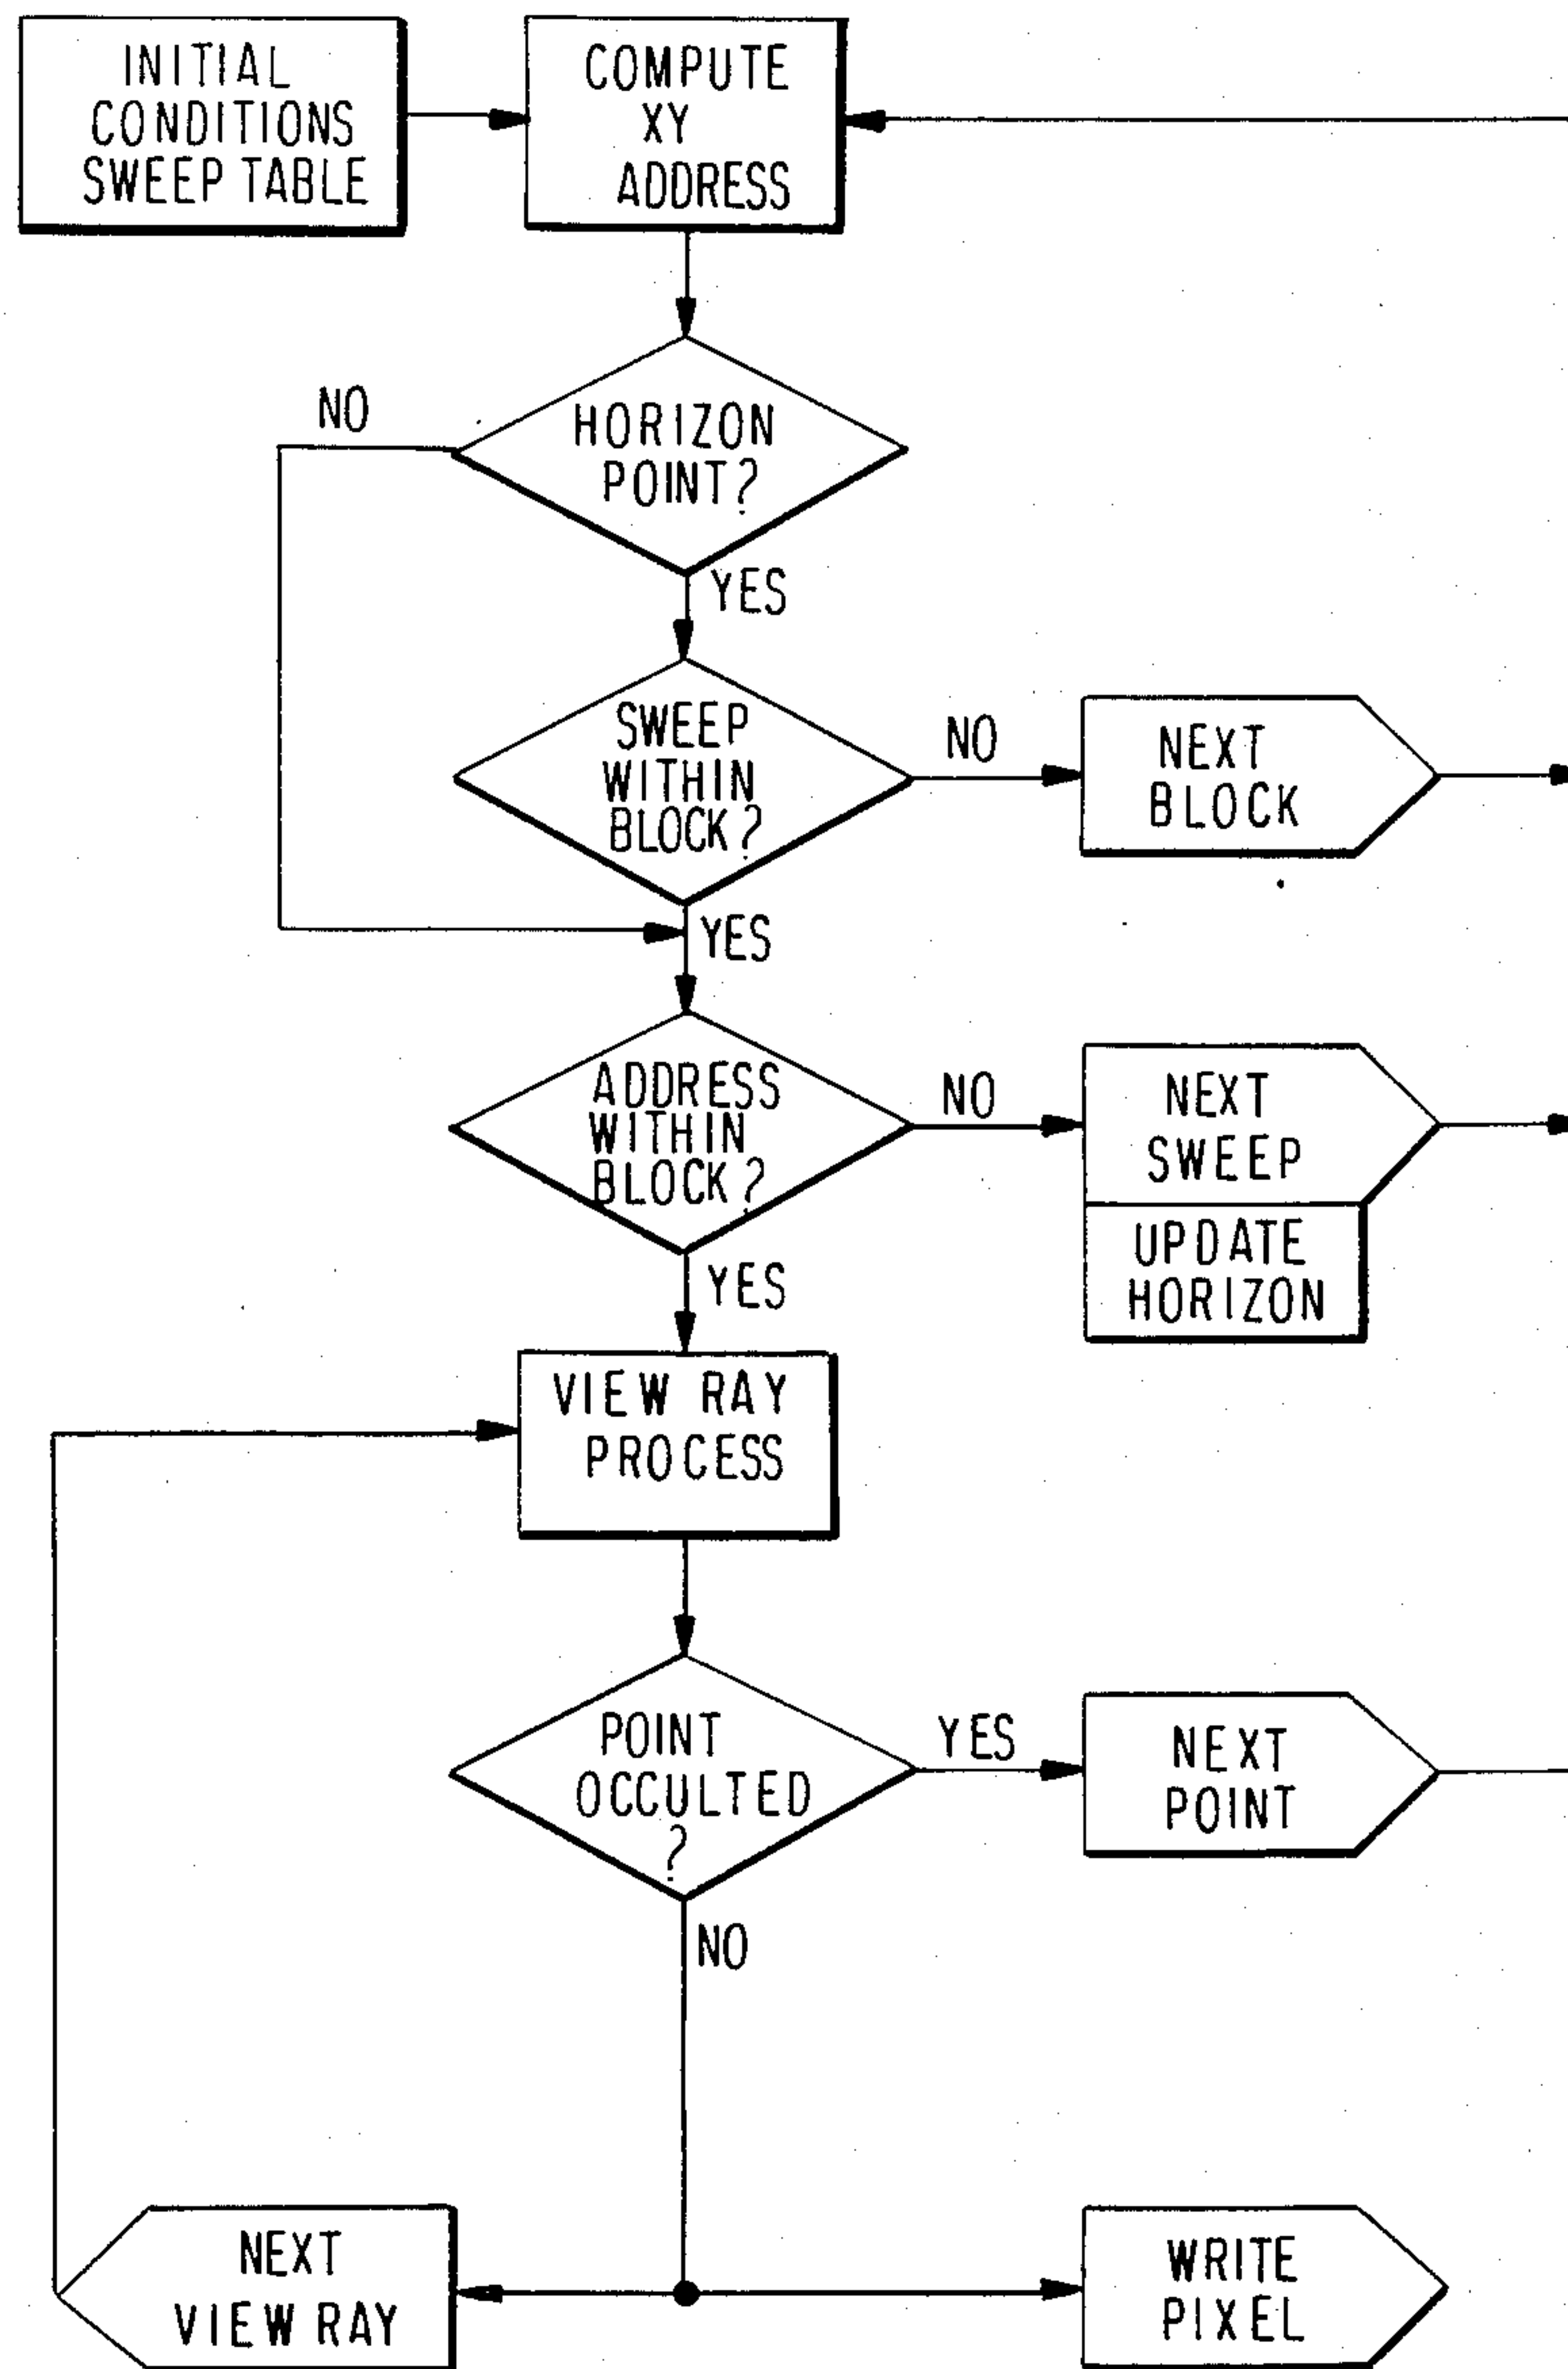 INITIAL
CONDITIONS
SWEEP TABLE
COMPUTE
XY
ADDRESS
HORIZON
POINT?
NO
YES
SWEEP
WITHIN
BLOCK?
NO
NEXT
BLOCK
YES
ADDRESS
WITHIN
BLOCK?
NO
NEXT
SWEEP
UPDATE
HORIZON
YES
VIEW RAY
PROCESS
POINT
OCCULTED
?
YES
NEXT
POINT
NO
NEXT
VIEW RAY
WRITE
PIXEL